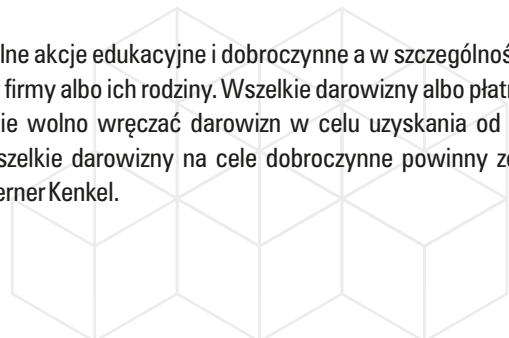 lne akcje edukacyjne i dobroczynne a w szczególnoś
firmy albo ich rodziny. Wszelkie darowizny albo płatn
ie wolno wręczać darowizn w celu uzyskania od
szelkie darowizny na cele dobroczynne powinny zo
erner Kenkel.